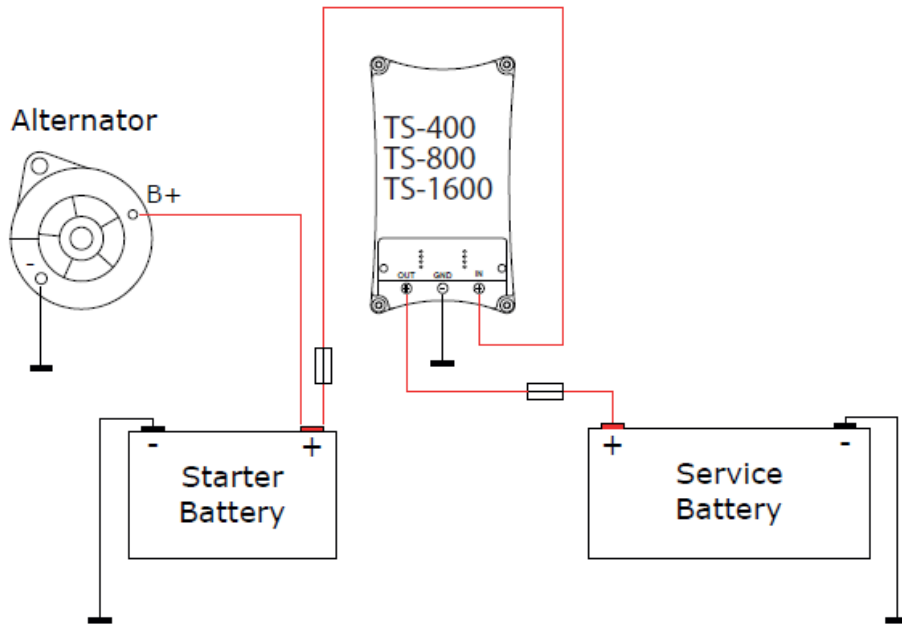 Alternator
B+
-
TS-400
TS-800
TS-1600
OUT GND IN
+ - +
- +
Starter
Battery
+ -
Service
Battery